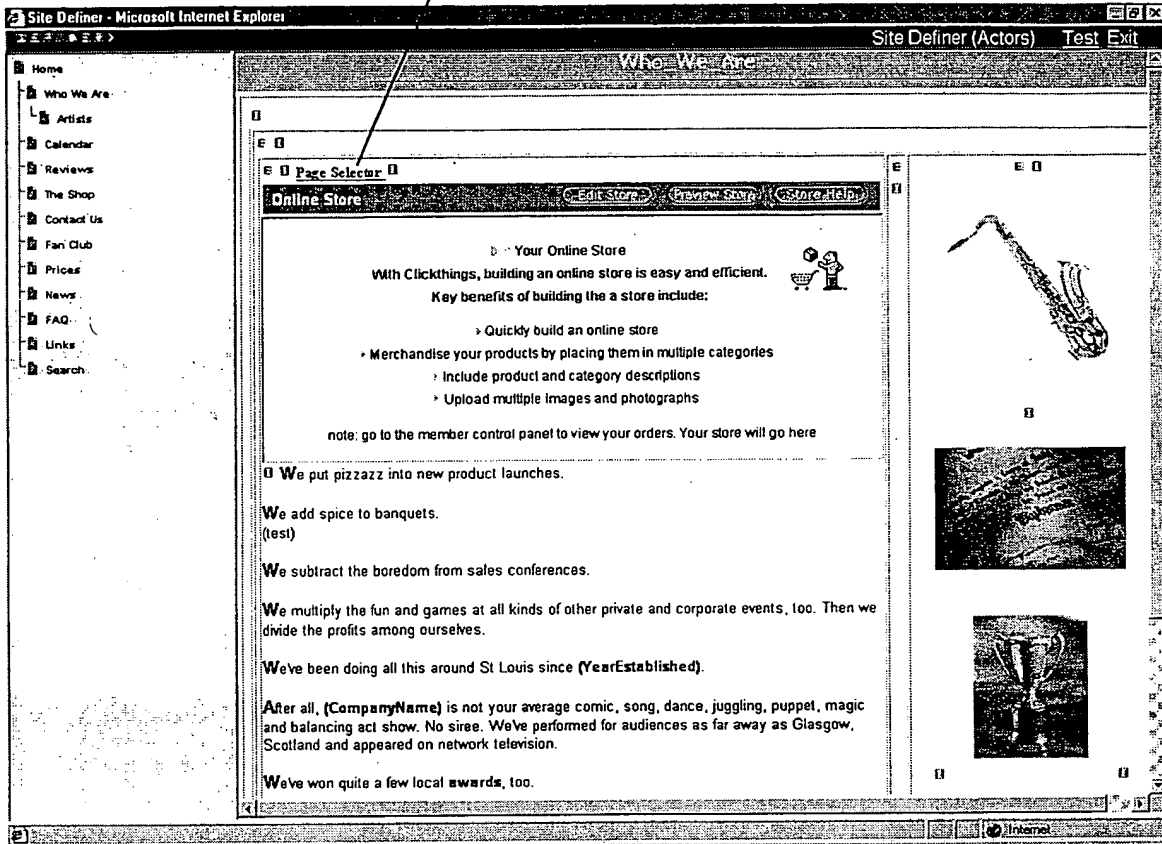 Site Definer - Microsoft Internet Explorer
Site Definer (Actors) Test Exit
Home
Who We Are
Artists
Calendar
Reviews
The Shop
Contact Us
Fan Club
Prices
News
FAQ
Links
Search
Who We Are
E
E Page Selector
Online Store Edit Store Preview Store Store Help
Your Online Store
With Clickthings, building an online store is easy and efficient.
Key benefits of building the a store include:
› Quickly build an online store
› Merchandise your products by placing them in multiple categories
› Include product and category descriptions
› Upload multiple images and photographs
note: go to the member control panel to view your orders. Your store will go here
We put pizzazz into new product launches.
We add spice to banquets.
(test)
We subtract the boredom from sales conferences.
We multiply the fun and games at all kinds of other private and corporate events, too. Then we
divide the profits among ourselves.
We've been doing all this around St Louis since (YearEstablished).
After all, (CompanyName) is not your average comic, song, dance, juggling, puppet, magic
and balancing act show. No siree. We've performed for audiences as far away as Glasgow,
Scotland and appeared on network television.
We've won quite a few local awards, too.
E
E
Diploma
Internet